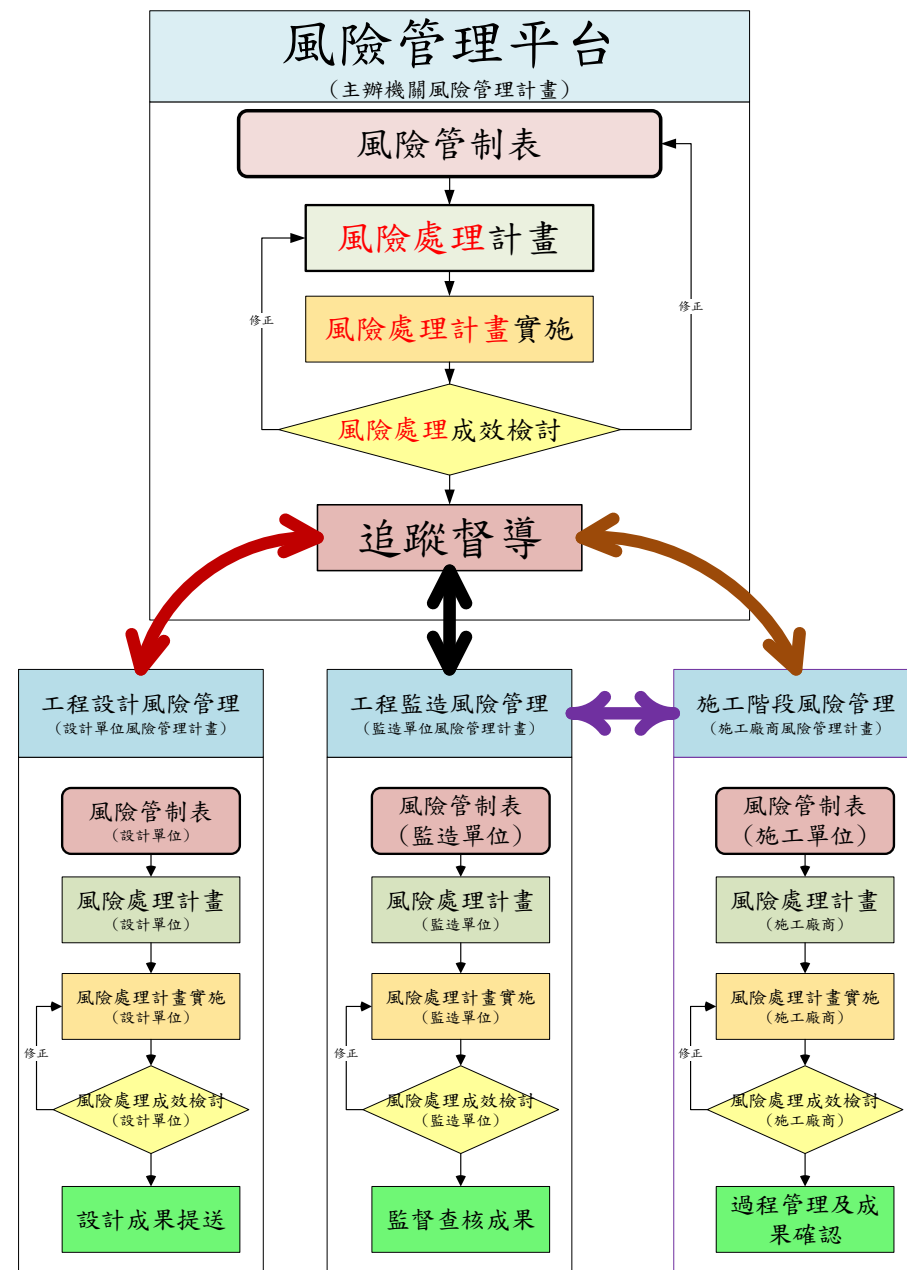 風險管理平台
(主辦機關風險管理計畫)
風險管制表
風險處理計畫
修正
修正
風險處理計畫實施
風險處理成效檢討
追蹤督導
工程設計風險管理
(設計單位風險管理計畫)
風險管制表
(設計單位)
風險處理計畫
(設計單位)
風險處理計畫實施
(設計單位)
修正
風險處理成效檢討
(設計單位)
設計成果提送
工程監造風險管理
(監造單位風險管理計畫)
風險管制表
(監造單位)
風險處理計畫
(監造單位)
風險處理計畫實施
(監造單位)
修正
風險處理成效檢討
(監造單位)
監督查核成果
施工階段風險管理
(施工廠商風險管理計畫)
風險管制表
(施工單位)
風險處理計畫
(施工廠商)
風險處理計畫實施
(施工廠商)
修正
風險處理成效檢討
(施工廠商)
過程管理及成
果確認